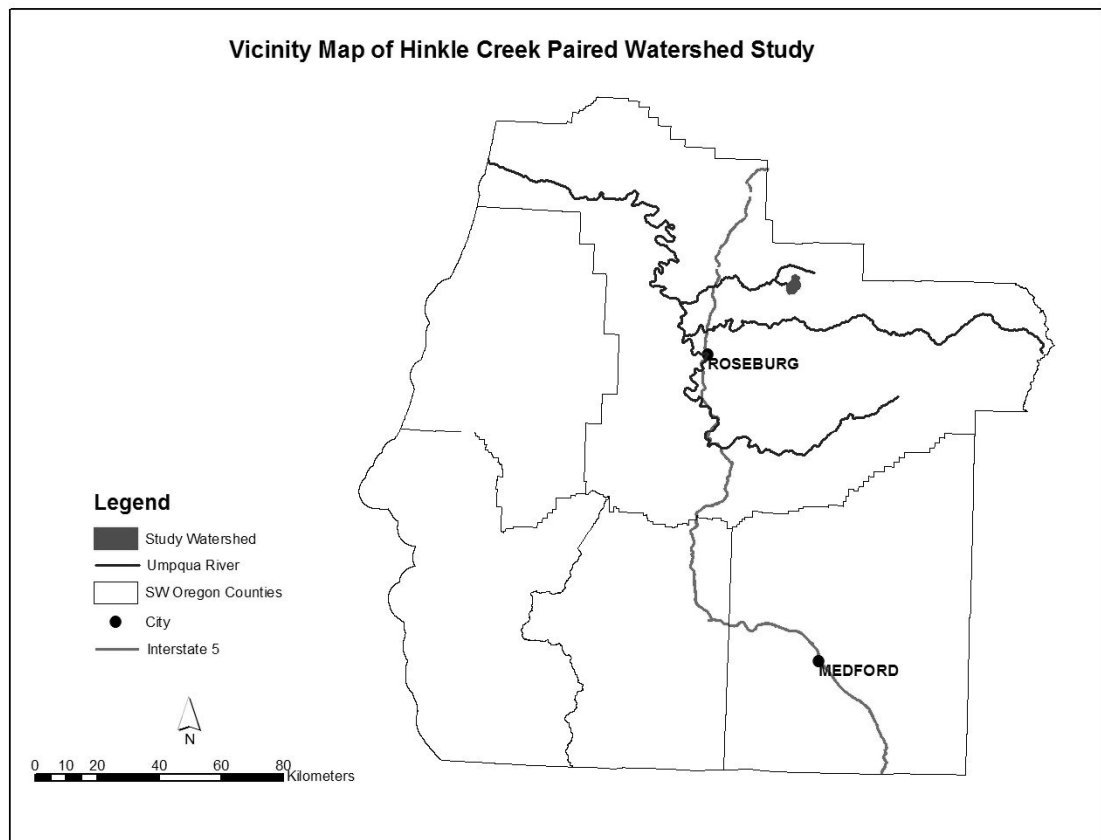 Vicinity Map of Hinkle Creek Paired Watershed Study
ROSEBURG
MEDFORD
Legend
Study Watershed
Umpqua River
SW Oregon Counties
City
Interstate 5
N
0 10 20 40 60 80
Kilometers